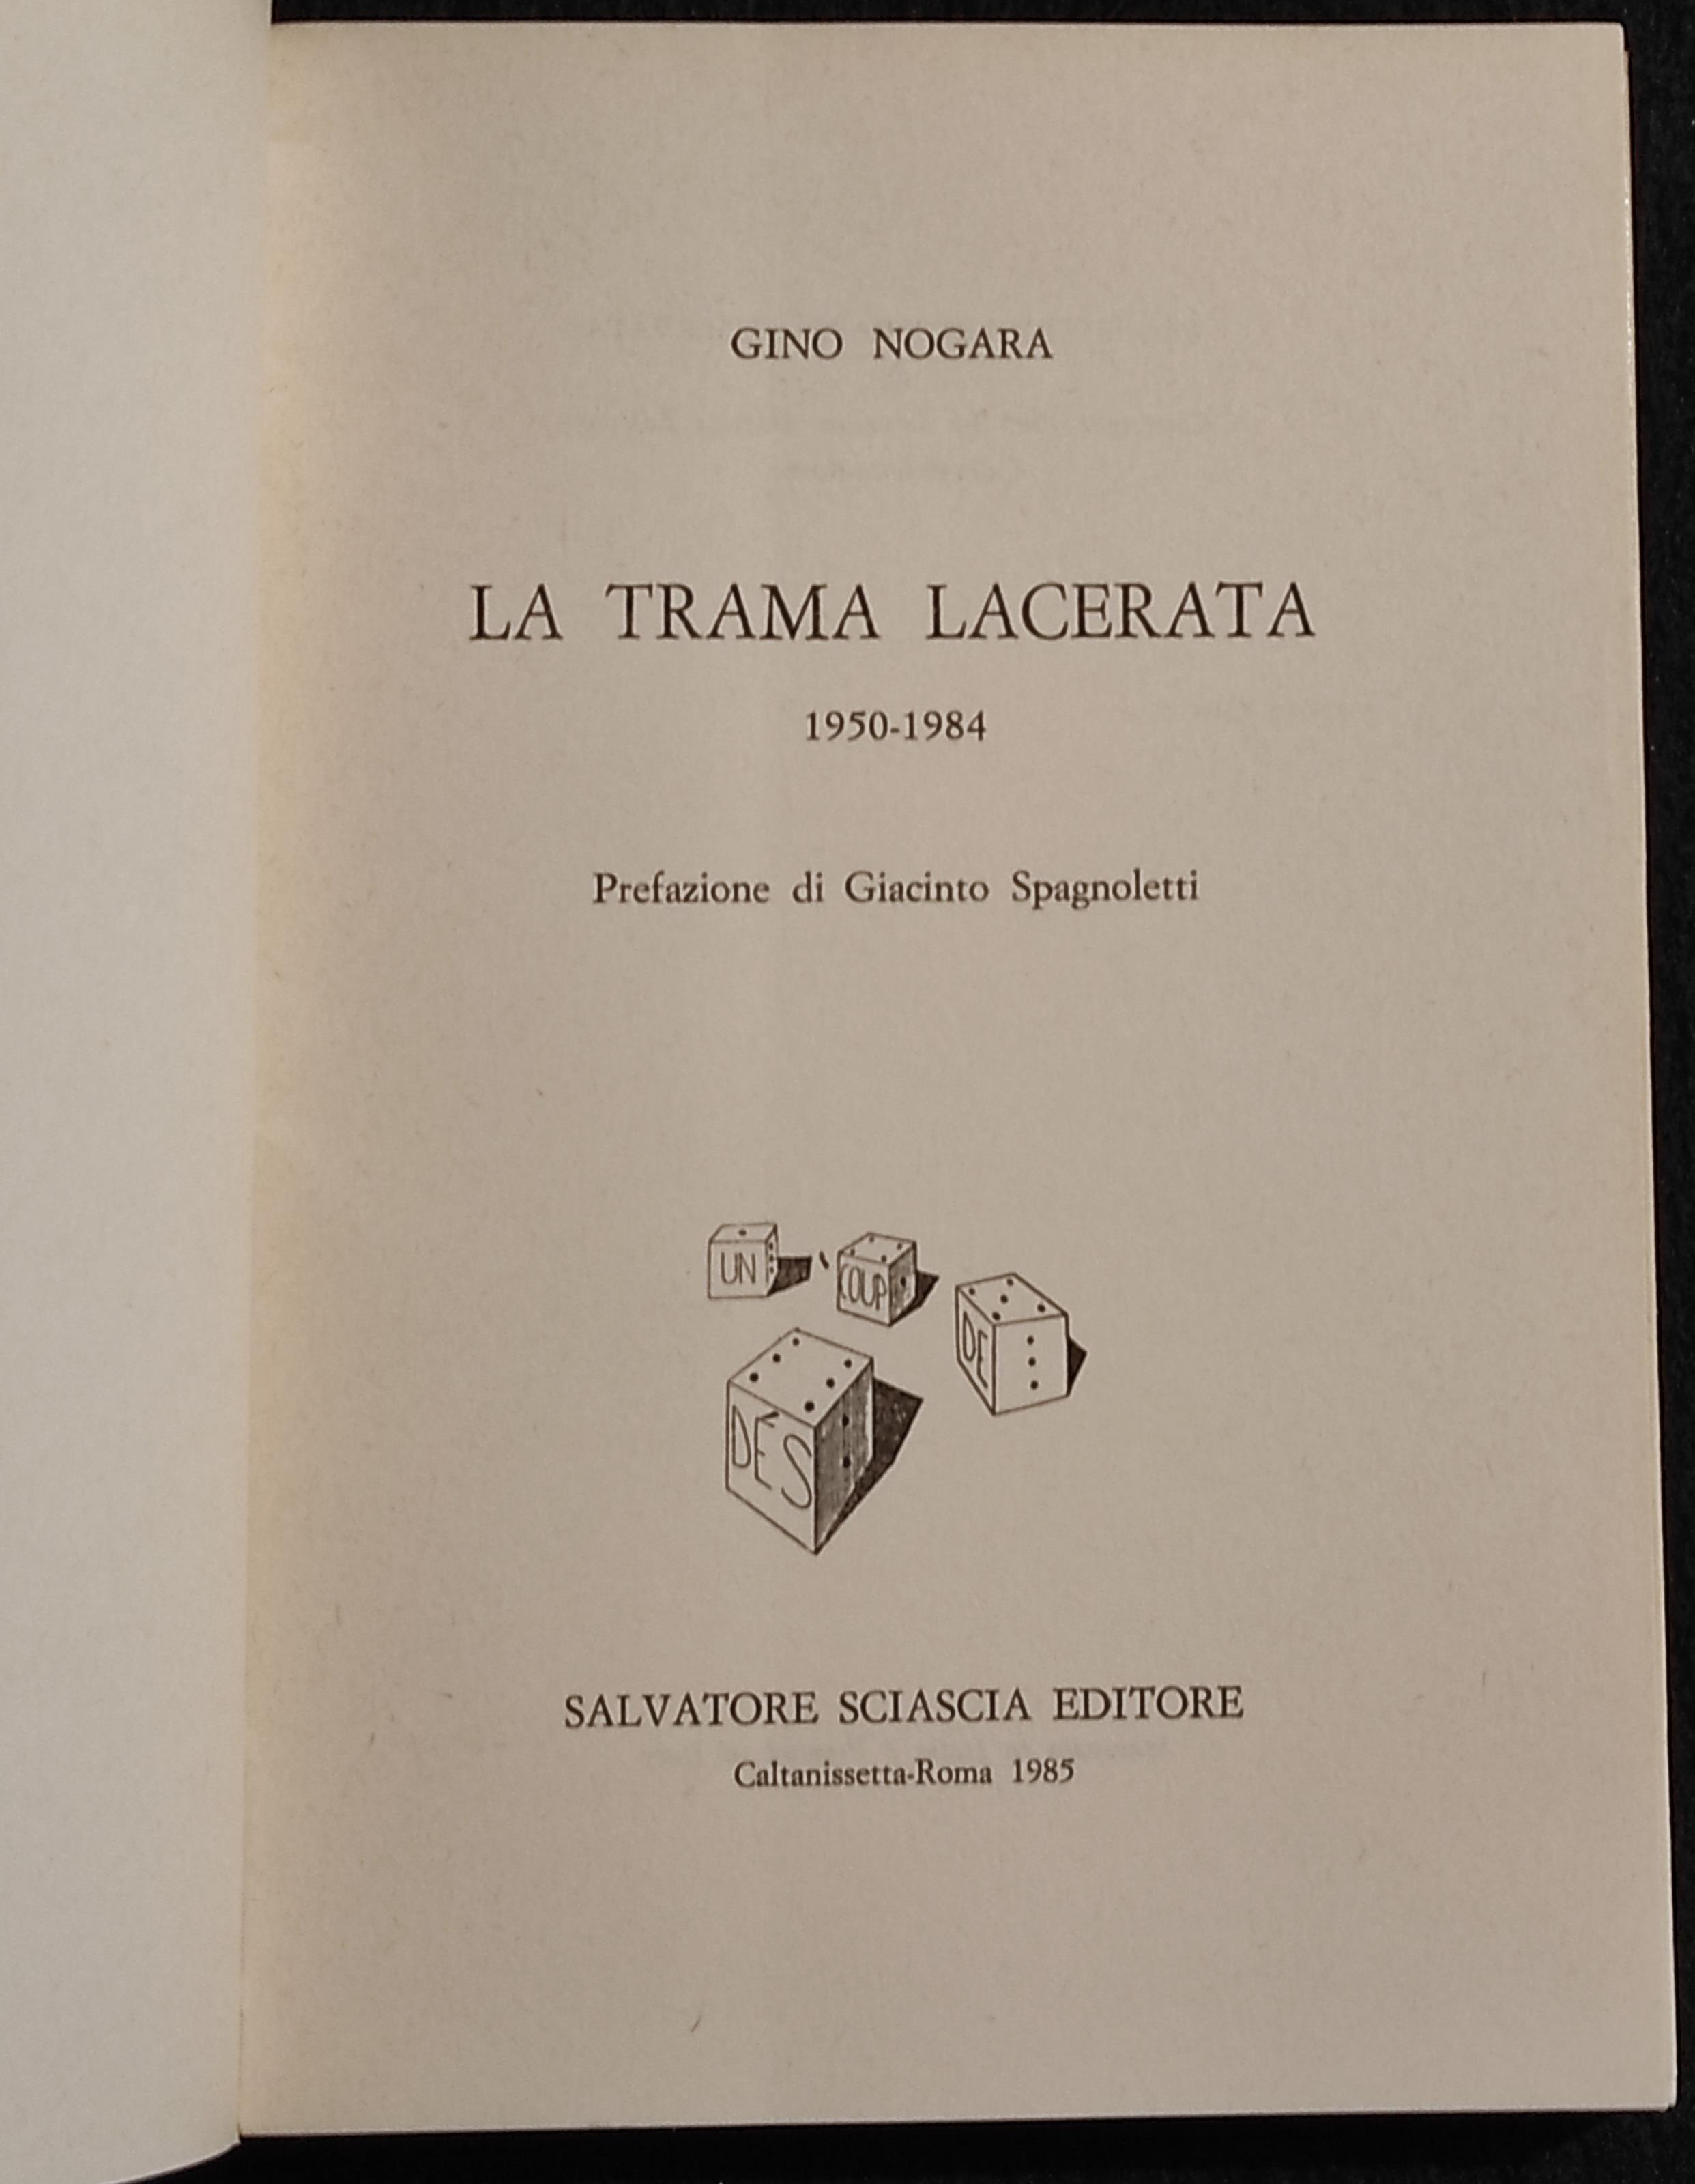 GINO NOGARA
LA TRAMA LACERATA
1950-1984
Prefazione di Giacinto Spagnoletti
UN
COUP
DE
DÉS
SALVATORE SCIASCIA EDITORE
Caltanissetta-Roma 1985